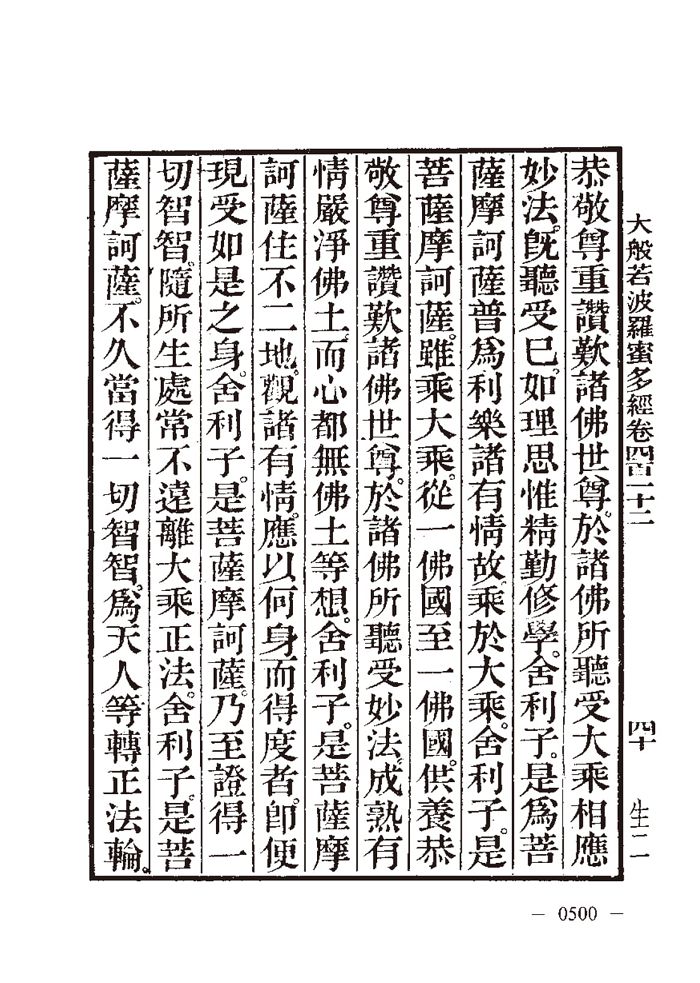 大般若波羅蜜多經卷四百一十二 四十 生二
恭敬尊重讚歎諸佛世尊。於諸佛所聽受大乘相應
妙法。旣聽受已。如理思惟精勤修學。舍利子。是爲菩
薩摩訶薩普爲利樂諸有情故。乘於大乘。舍利子。是
菩薩摩訶薩。雖乘大乘。從一佛國至一佛國。供養恭
敬尊重讚歎諸佛世尊。於諸佛所聽受妙法。成熟有
情嚴淨佛土。而心都無佛土等想。舍利子。是菩薩摩
訶薩住不二地。觀諸有情。應以何身而得度者。卽便
現受如是之身。舍利子。是菩薩摩訶薩。乃至證得一
切智智。隨所生處常不遠離大乘正法。舍利子。是菩
薩摩訶薩。不久當得一切智智。爲天人等轉正法輪。
— 0500 —